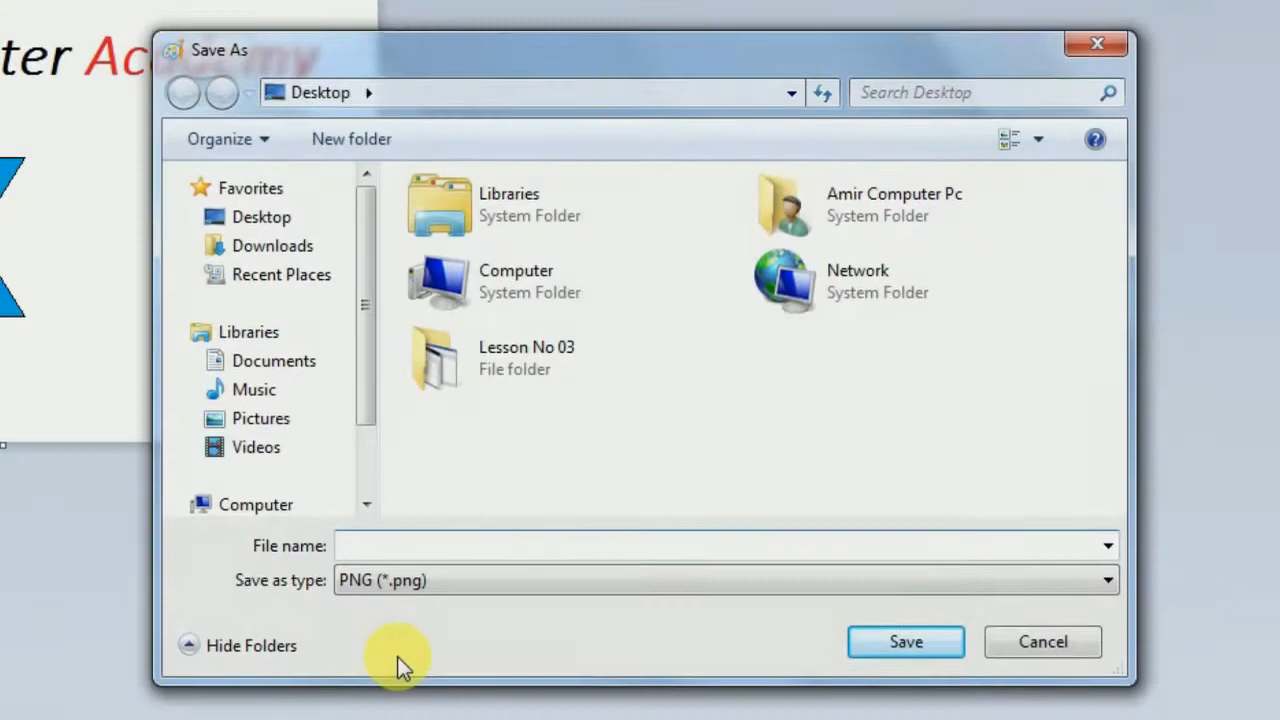 ter Academy
Save As
Desktop
Search Desktop
Organize
New folder
Favorites
Desktop
Downloads
Recent Places
Libraries
Documents
Music
Pictures
Videos
Computer
Libraries
System Folder
Amir Computer Pc
System Folder
Computer
System Folder
Network
System Folder
Lesson No 03
File folder
File name:
Save as type: PNG (*.png)
Hide Folders
Save
Cancel